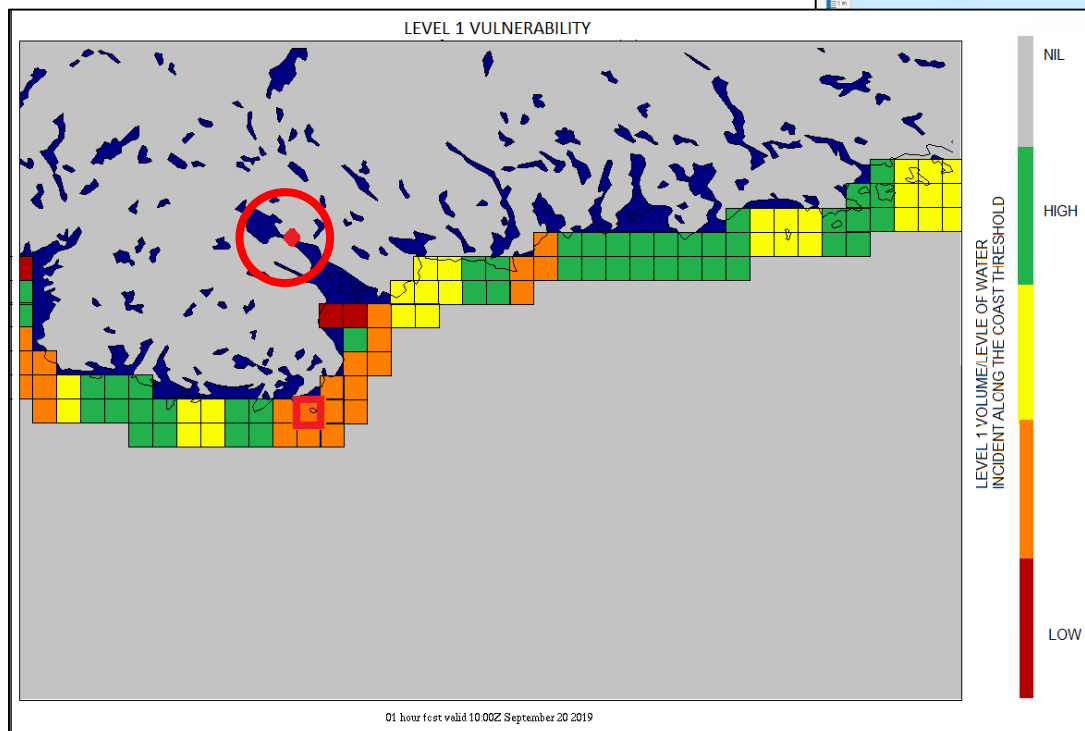 LEVEL 1 VULNERABILITY
NIL
HIGH
LEVEL 1 VOLUME/LEVLE OF WATER
INCIDENT ALONG THE COAST THRESHOLD
LOW
01 hour fcst valid 10:00Z September 20 2019